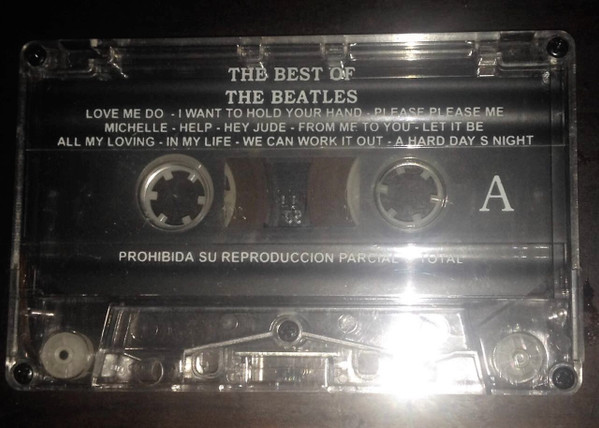 THE BEST OF
THE BEATLES
LOVE ME DO - I WANT TO HOLD YOUR HAND - PLEASE PLEASE ME
MICHELLE - HELP - HEY JUDE - FROM ME TO YOU - LET IT BE
ALL MY LOVING - IN MY LIFE - WE CAN WORK IT OUT - A HARD DAY S NIGHT
A
PROHIBIDA SU REPRODUCCION PARCIAL TOTAL